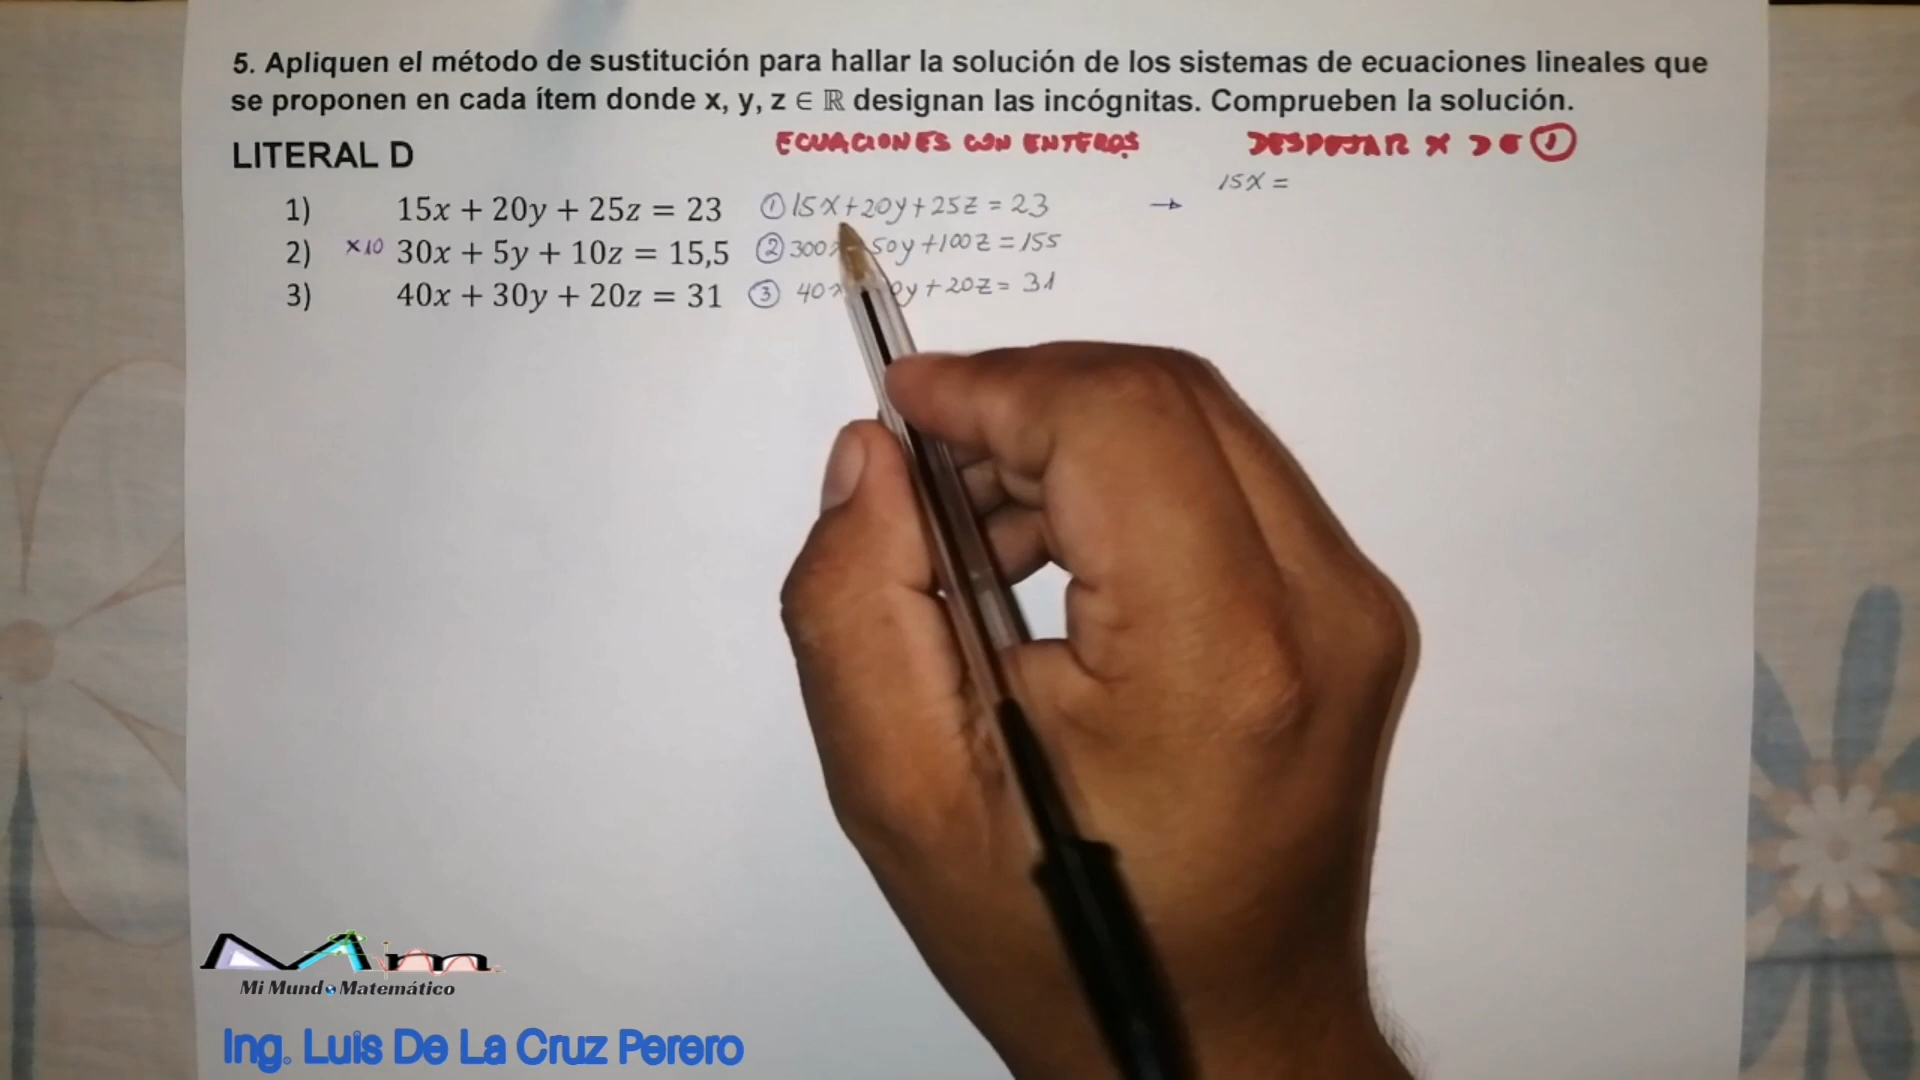 5. Apliquen el método de sustitución para hallar la solución de los sistemas de ecuaciones lineales que
se proponen en cada ítem donde x, y, z ∈ ℝ designan las incógnitas. Comprueben la solución.
LITERAL D
ECUACIONES CON ENTEROS
DESPEJAR X DE ①
1) 15x + 20y + 25z = 23
① 15X+20y+25Z = 23
→ 15X =
2) ×10 30x + 5y + 10z = 15,5
② 300 50y+100Z = 155
3) 40x + 30y + 20z = 31
③ 40 y+20Z = 31
Mim
Mi Mundo Matemático
Ing. Luis De La Cruz Perero